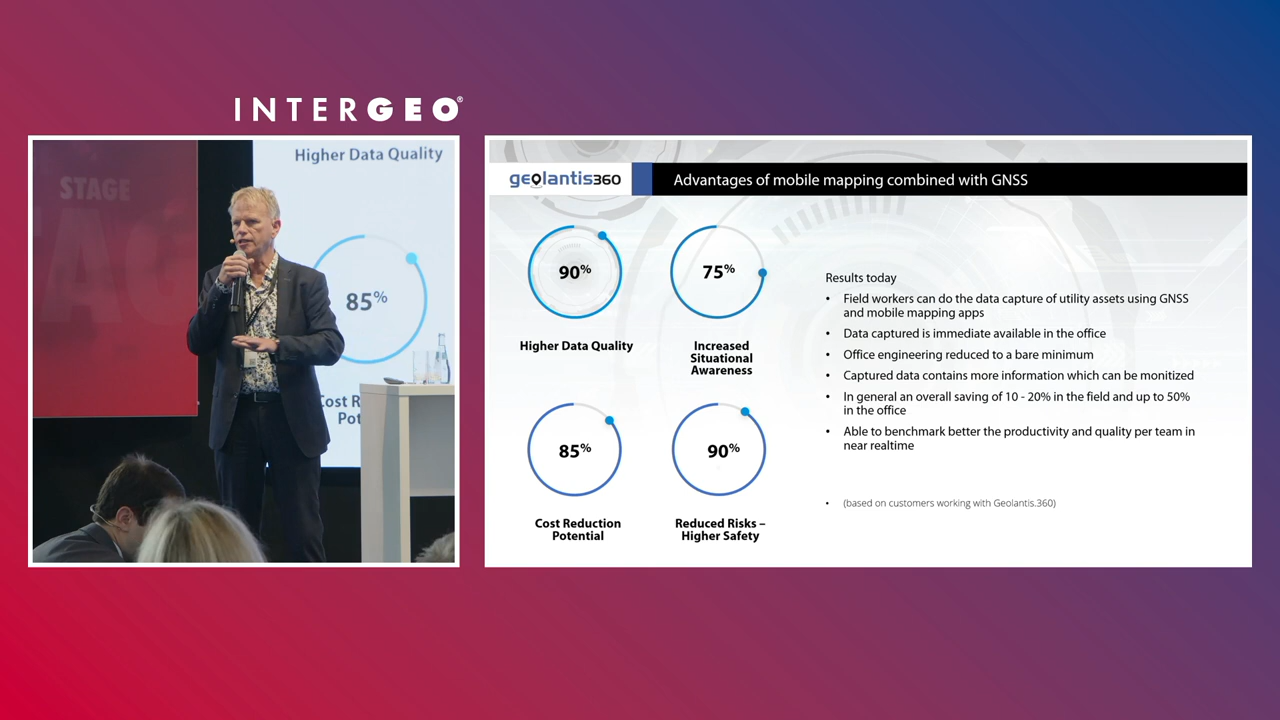 INTERGEO®
Higher Data Quality
STAGE
85%
Cost R
Pot
geolantis360
Advantages of mobile mapping combined with GNSS
90%
Higher Data Quality
75%
Increased
Situational
Awareness
85%
Cost Reduction
Potential
90%
Reduced Risks –
Higher Safety
Results today
• Field workers can do the data capture of utility assets using GNSS
and mobile mapping apps
• Data captured is immediate available in the office
• Office engineering reduced to a bare minimum
• Captured data contains more information which can be monitized
• In general an overall saving of 10 - 20% in the field and up to 50%
in the office
• Able to benchmark better the productivity and quality per team in
near realtime
• (based on customers working with Geolantis.360)